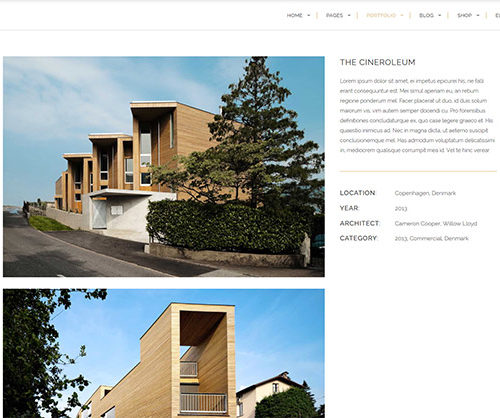 HOME
PAGES
PORTFOLIO
BLOG
SHOP
THE CINEROLEUM
Lorem ipsum dolor sit amet, ei impetus epicurei his, ne falli
errant consequuntur est. Mei simul apeirian eu, an rebum
regione ponderum mel. Facer placerat ut duo, id duis solum
maiorum vis, vim autem semper dolorem cu. Pro forensibus
definitiones concludaturque ex, quo case legere graeco et. His
quaestio inimicus ad. Nec in magna dicta, ut aeterno suscipit
conclusionemque mel. Has admodum voluptatum delicatissimi
in, mediocrem qualisque corrumpit mea id. Vel te hinc verear
LOCATION: Copenhagen, Denmark
YEAR: 2013
ARCHITECT: Cameron Cooper, Willow Lloyd
CATEGORY: 2013, Commercial, Denmark